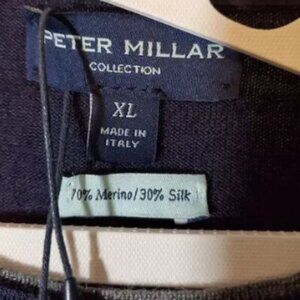 PETER MILLAR
COLLECTION
XL
MADE IN
ITALY
70% Merino/30% Silk